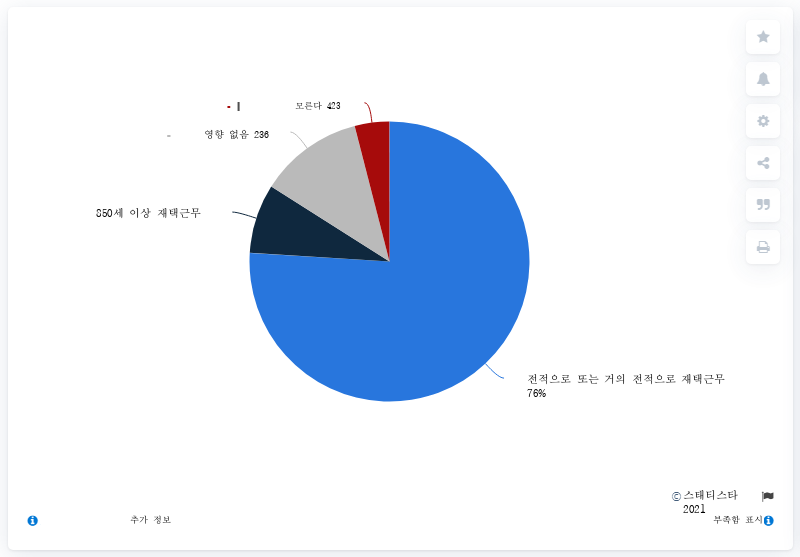 모른다 423
영향 없음 236
850세 이상 재택근무
전적으로 또는 거의 전적으로 재택근무
76%
© 스태티스타
2021
추가 정보
부족함 표시